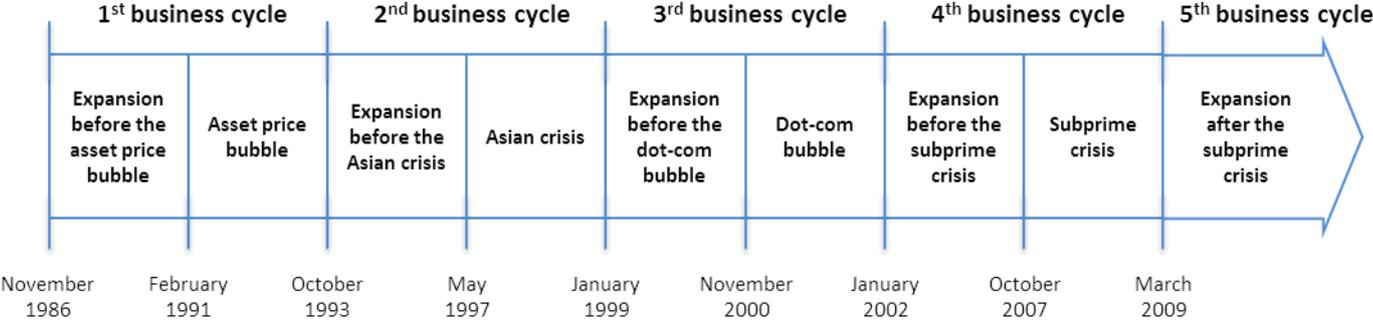 1st business cycle
2nd business cycle
3rd business cycle
4th business cycle
5th business cycle
Expansion
before the
asset price
bubble
Asset price
bubble
Expansion
before the
Asian crisis
Asian crisis
Expansion
before the
dot-com
bubble
Dot-com
bubble
Expansion
before the
subprime
crisis
Subprime
crisis
Expansion
after the
subprime
crisis
November
1986
February
1991
October
1993
May
1997
January
1999
November
2000
January
2002
October
2007
March
2009